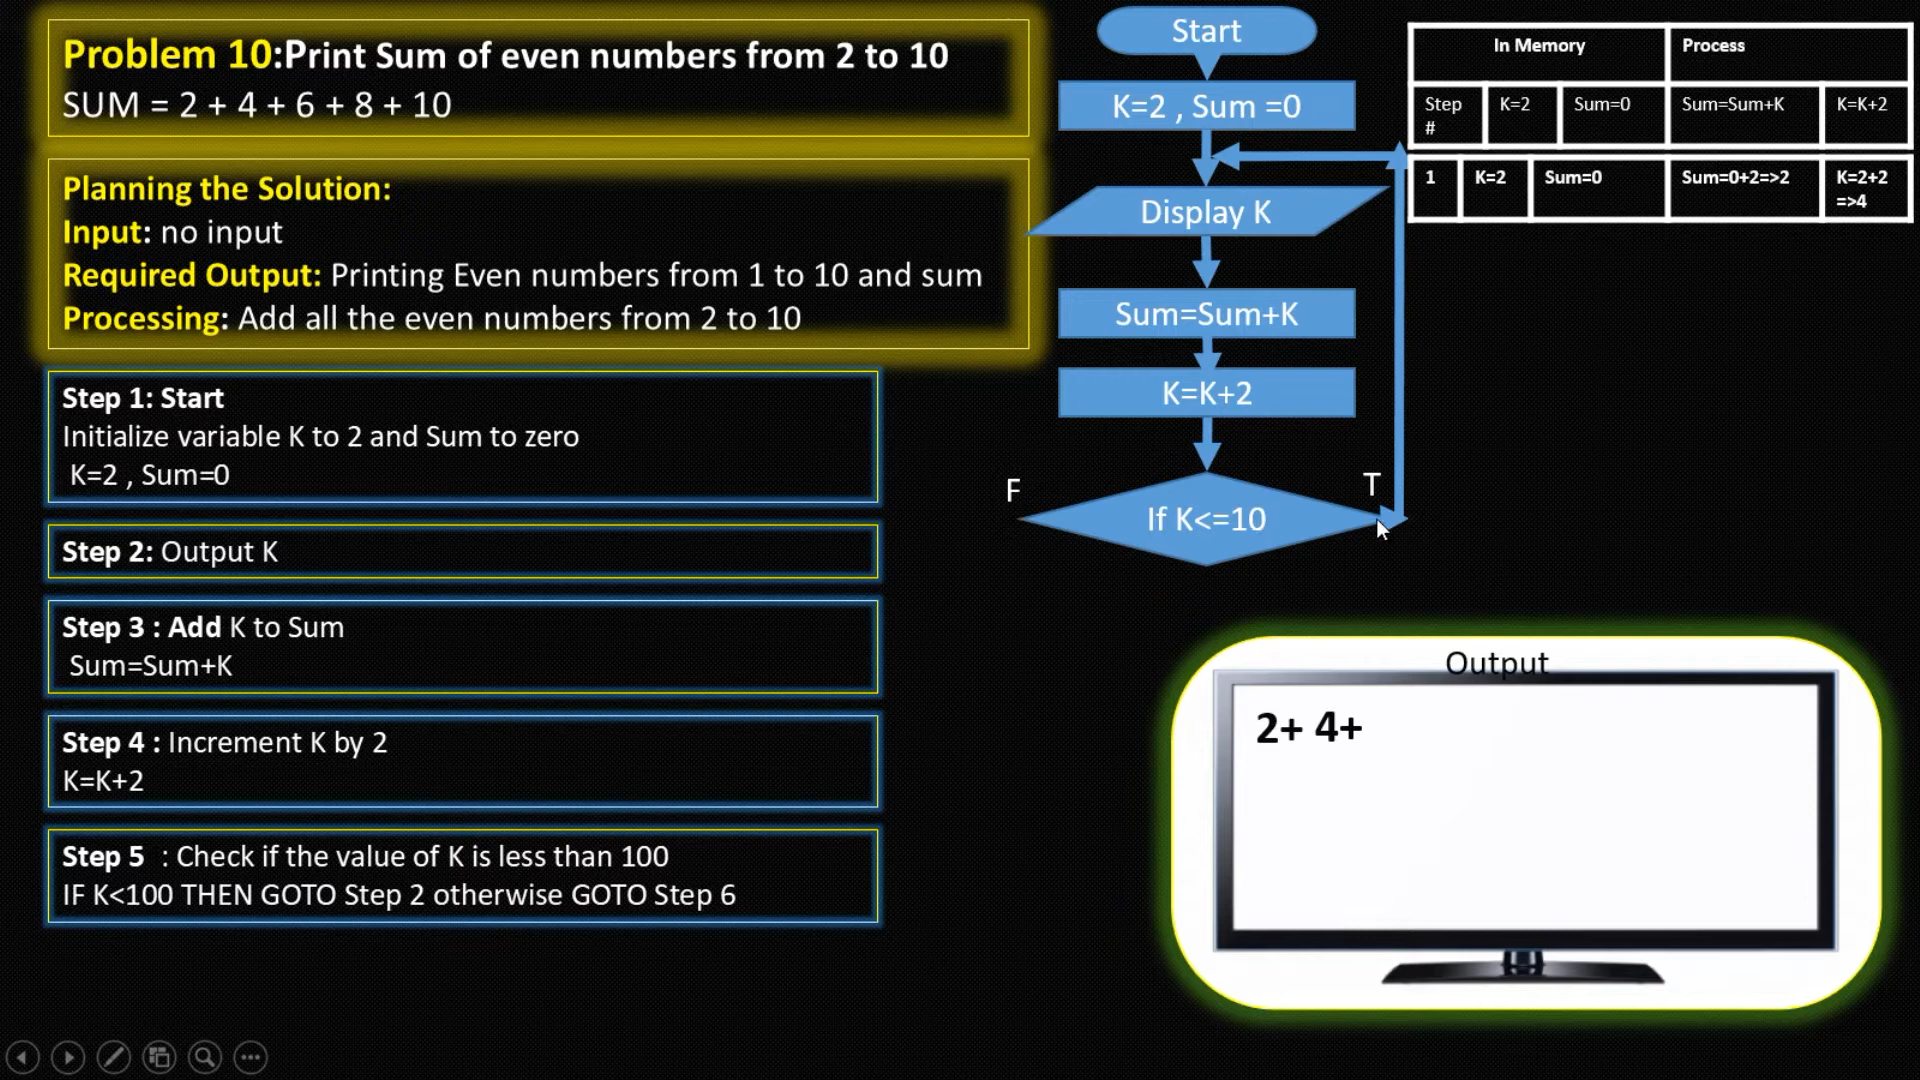 Problem 10:Print Sum of even numbers from 2 to 10
SUM = 2 + 4 + 6 + 8 + 10
Planning the Solution:
Input: no input
Required Output: Printing Even numbers from 1 to 10 and sum
Processing: Add all the even numbers from 2 to 10
Step 1: Start
Initialize variable K to 2 and Sum to zero
K=2 , Sum=0
Step 2: Output K
Step 3 : Add K to Sum
Sum=Sum+K
Step 4 : Increment K by 2
K=K+2
Step 5 : Check if the value of K is less than 100
IF K<100 THEN GOTO Step 2 otherwise GOTO Step 6
Start
K=2 , Sum =0
Display K
Sum=Sum+K
K=K+2
F
T
If K<=10
In Memory Process
Step K=2 Sum=0 Sum=Sum+K K=K+2
#
1 K=2 Sum=0 Sum=0+2=>2 K=2+2
=>4
Output
2+ 4+